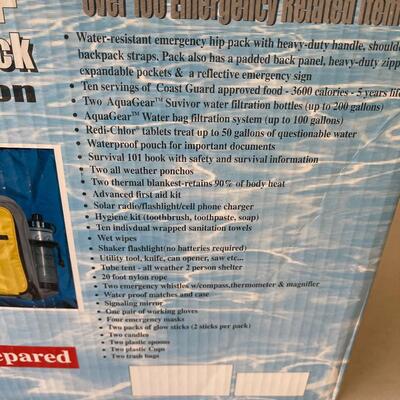 Over 100 Emergency Related Item
ck
on
• Water-resistant emergency hip pack with heavy-duty handle, should
backpack straps. Pack also has a padded back panel, heavy-duty zipp
expandable pockets & a reflective emergency sign
• Ten servings of Coast Guard approved food - 3600 calories - 5 years life
• Two AquaGear™ Suvivor water filtration bottles (up to 200 gallons)
• AquaGear™ Water bag filtration system (up to 100 gallons)
• Redi-Chlor® tablets treat up to 50 gallons of questionable water
• Waterproof pouch for important documents
• Survival 101 book with safety and survival information
• Two all weather ponchos
• Two thermal blankest-retains 90% of body heat
• Advanced first aid kit
• Solar radio/flashlight/cell phone charger
• Hygiene kit (toothbrush, toothpaste, soap)
• Ten indivdual wrapped sanitation towels
• Wet wipes
• Shaker flashlight(no batteries required)
• Utility tool, knife, can opener, saw etc...
• Tube tent - all weather 2 person shelter
• 20 foot nylon rope
• Two emergency whistles w/compass,thermometer & magnifier
• Water proof matches and case
• Signaling mirror
• One pair of working gloves
• Four emergency masks
• Two packs of glow sticks (2 sticks per pack)
• Two candles
• Two plastic spoons
• Two plastic Cups
• Two trash bags
epared